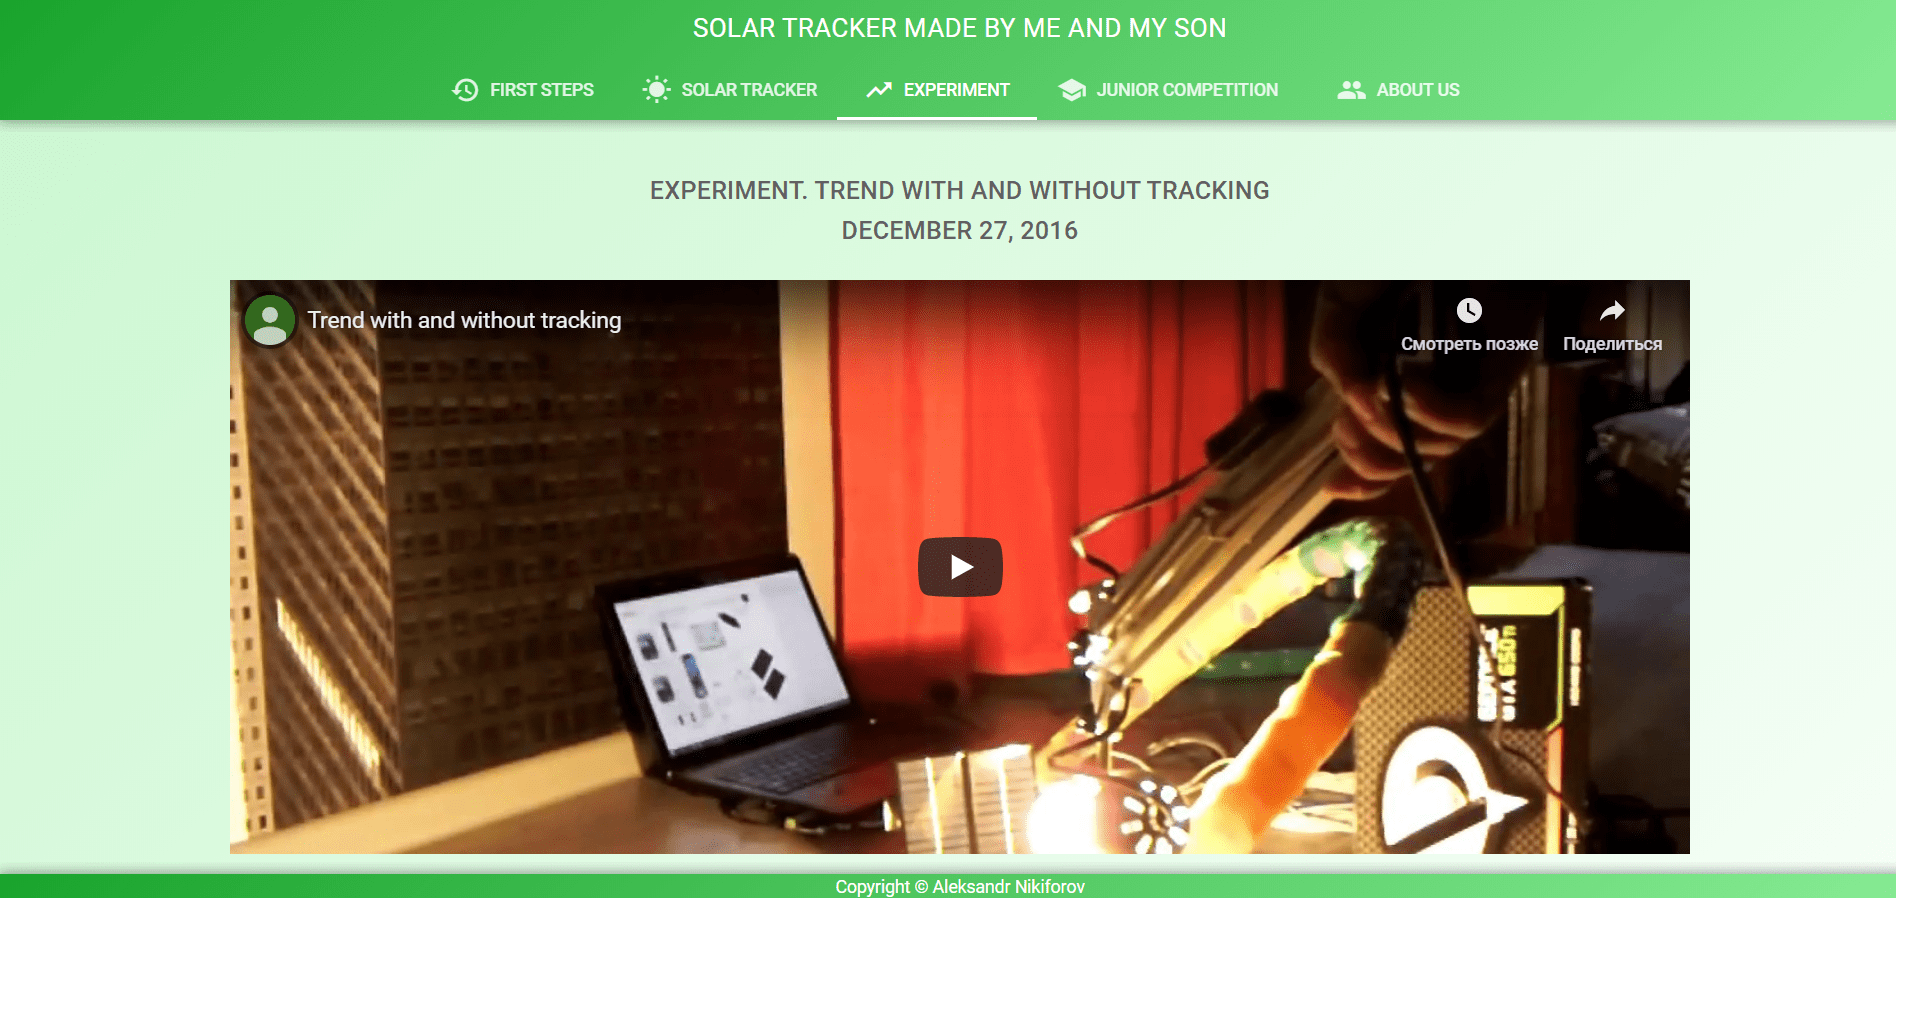 SOLAR TRACKER MADE BY ME AND MY SON
FIRST STEPS
SOLAR TRACKER
EXPERIMENT
JUNIOR COMPETITION
ABOUT US
EXPERIMENT. TREND WITH AND WITHOUT TRACKING
DECEMBER 27, 2016
Trend with and without tracking
Смотреть позже
Поделиться
Copyright © Aleksandr Nikiforov